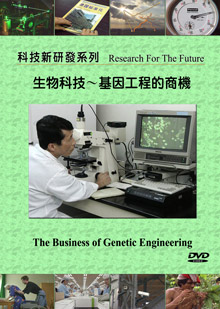 科技新研發系列 Research For The Future
生物科技～基因工程的商機
The Business of Genetic Engineering
DVD